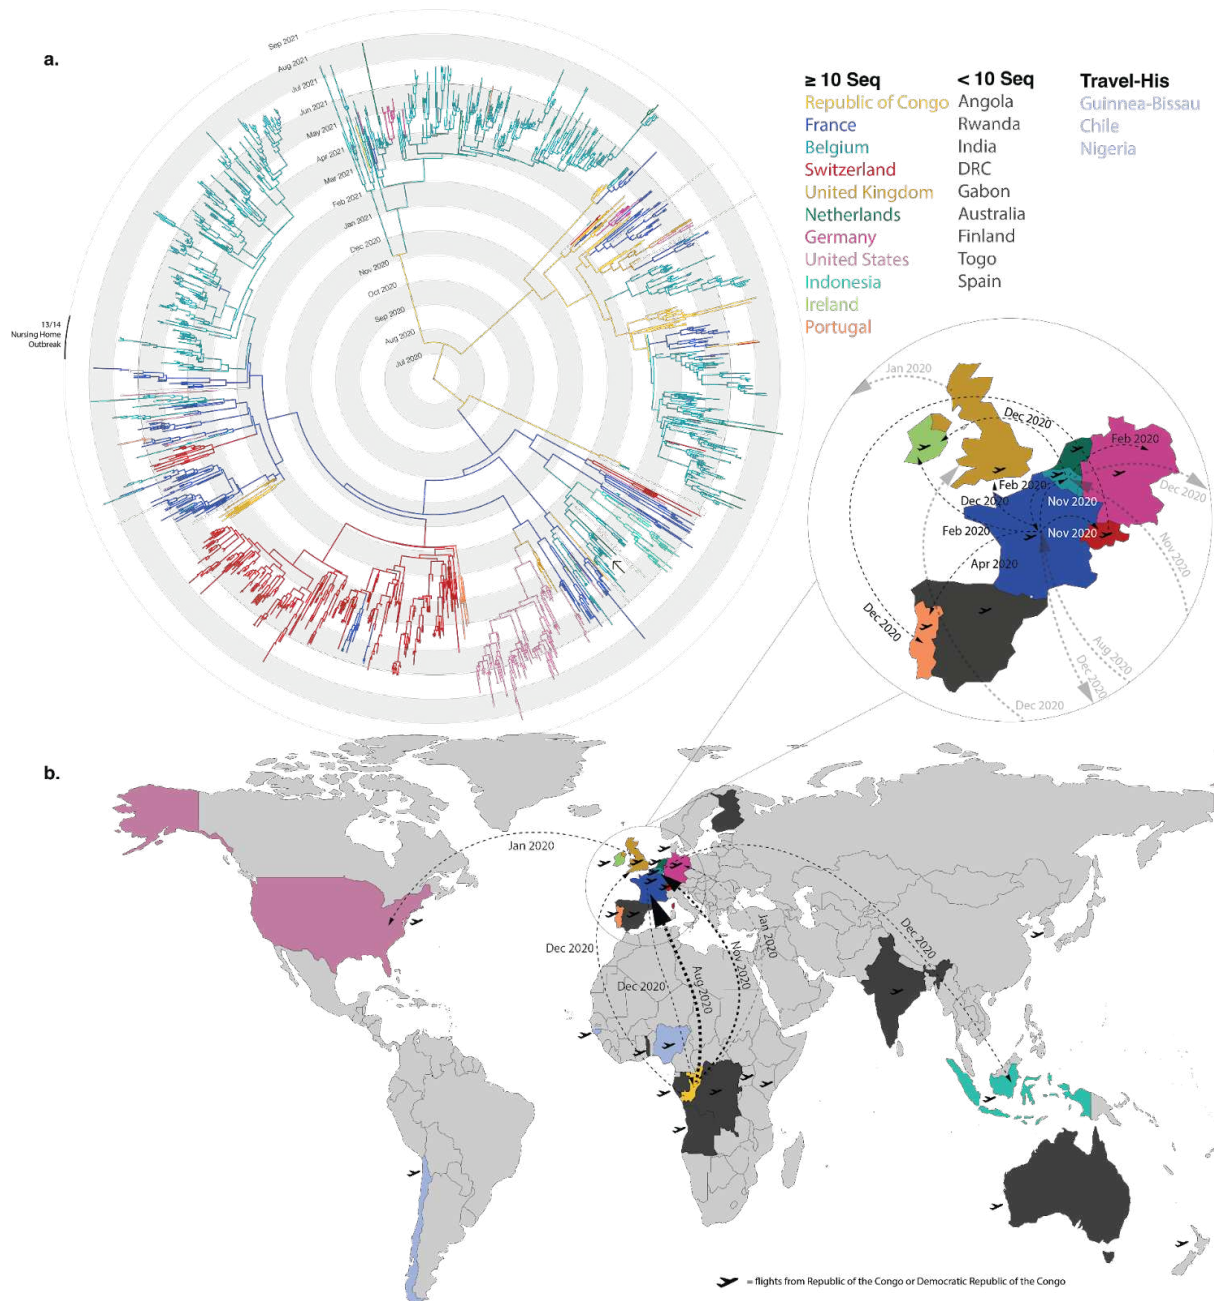 a.
Sep 2021
Aug 2021
Jul 2021
Jun 2021
May 2021
Apr 2021
Mar 2021
Feb 2021
Jan 2021
Dec 2020
Nov 2020
Oct 2020
Sep 2020
Aug 2020
Jul 2020
13/14
Nursing Home
Outbreak
≥ 10 Seq
Republic of Congo
France
Belgium
Switzerland
United Kingdom
Netherlands
Germany
United States
Indonesia
Ireland
Portugal
< 10 Seq
Angola
Rwanda
India
DRC
Gabon
Australia
Finland
Togo
Spain
Travel-His
Guinnea-Bissau
Chile
Nigeria
Jan 2020
Dec 2020
Feb 2020
Dec 2020
Feb 2020
Dec 2020
Nov 2020
Feb 2020
Nov 2020
Apr 2020
Nov 2020
Dec 2020
Aug 2020
Dec 2020
Dec 2020
b.
Jan 2020
Dec 2020
Dec 2020
Aug 2020
Nov 2020
Jan 2020
Dec 2020
= flights from Republic of the Congo or Democratic Republic of the Congo